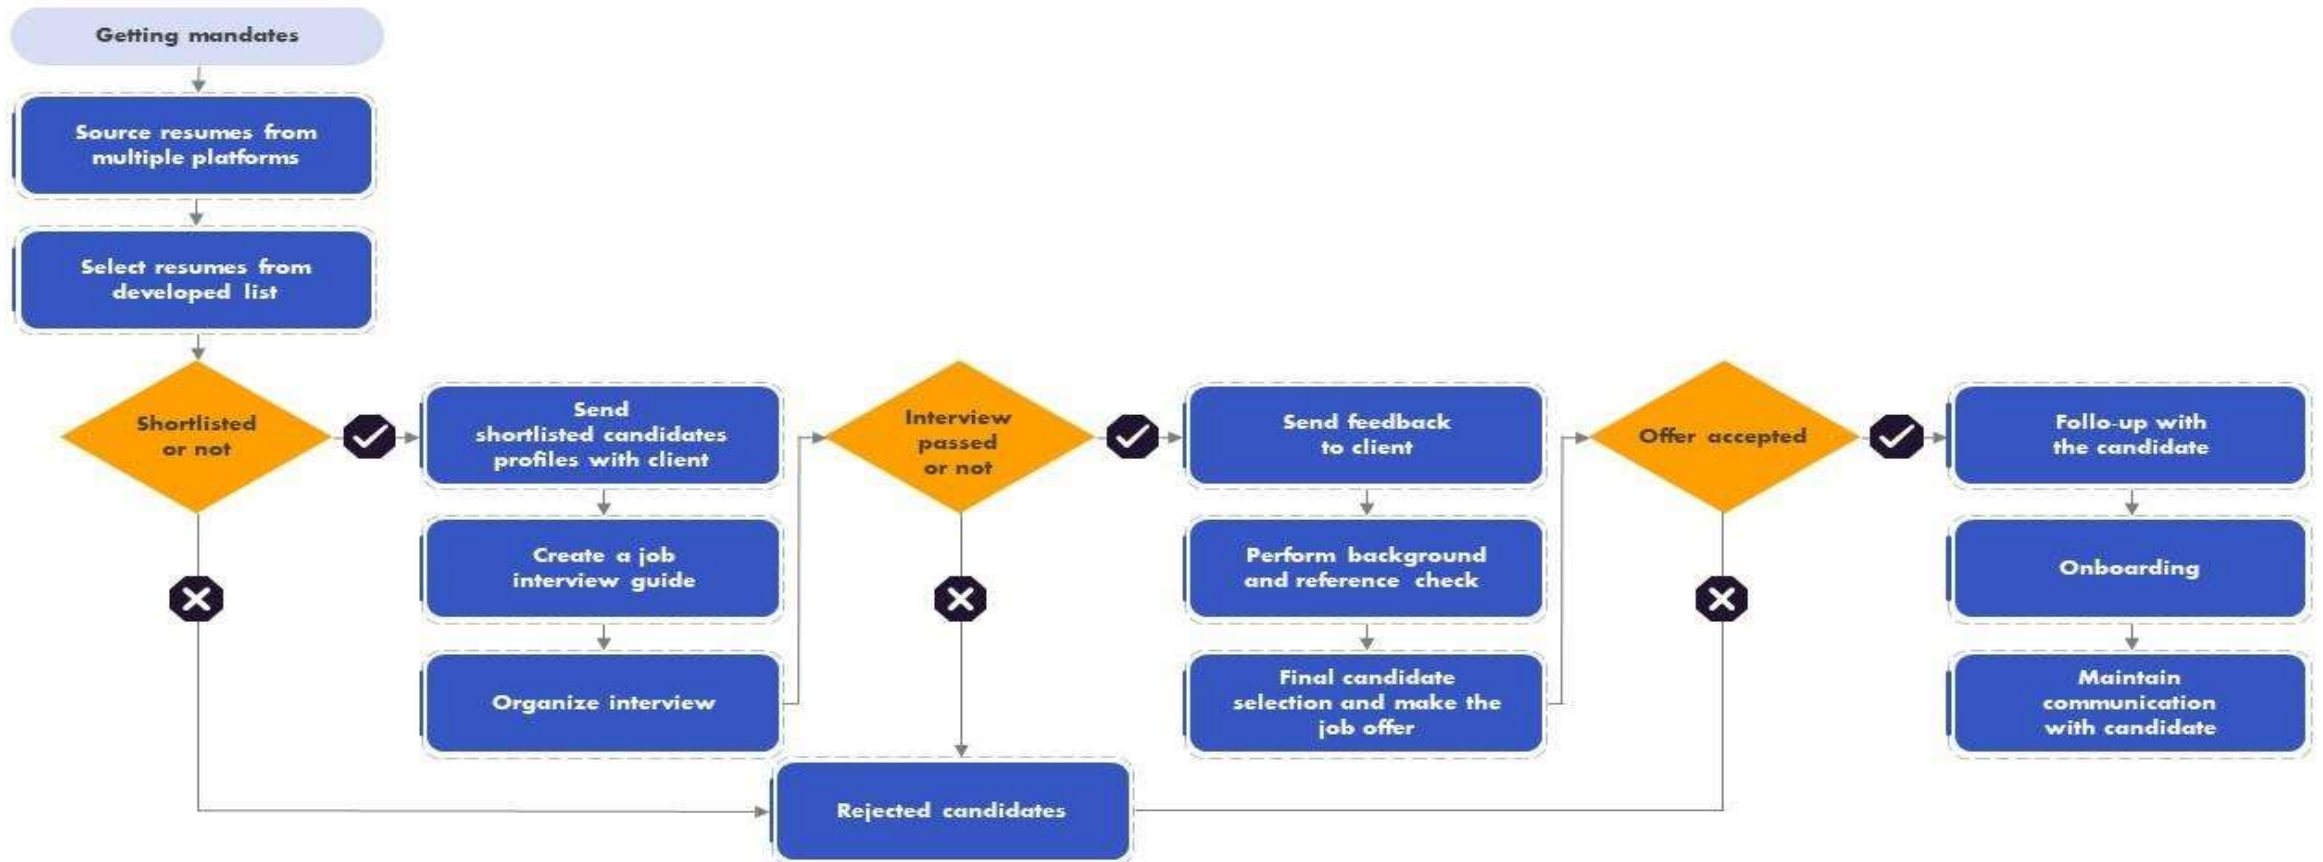 Getting mandates
Source resumes from
multiple platforms
Select resumes from
developed list
Shortlisted
or not
Send
shortlisted candidates
profiles with client
Create a job
interview guide
Organize interview
Interview
passed
or not
Send feedback
to client
Perform background
and reference check
Final candidate
selection and make the
job offer
Offer accepted
Follo-up with
the candidate
Onboarding
Maintain
communication
with candidate
Rejected candidates